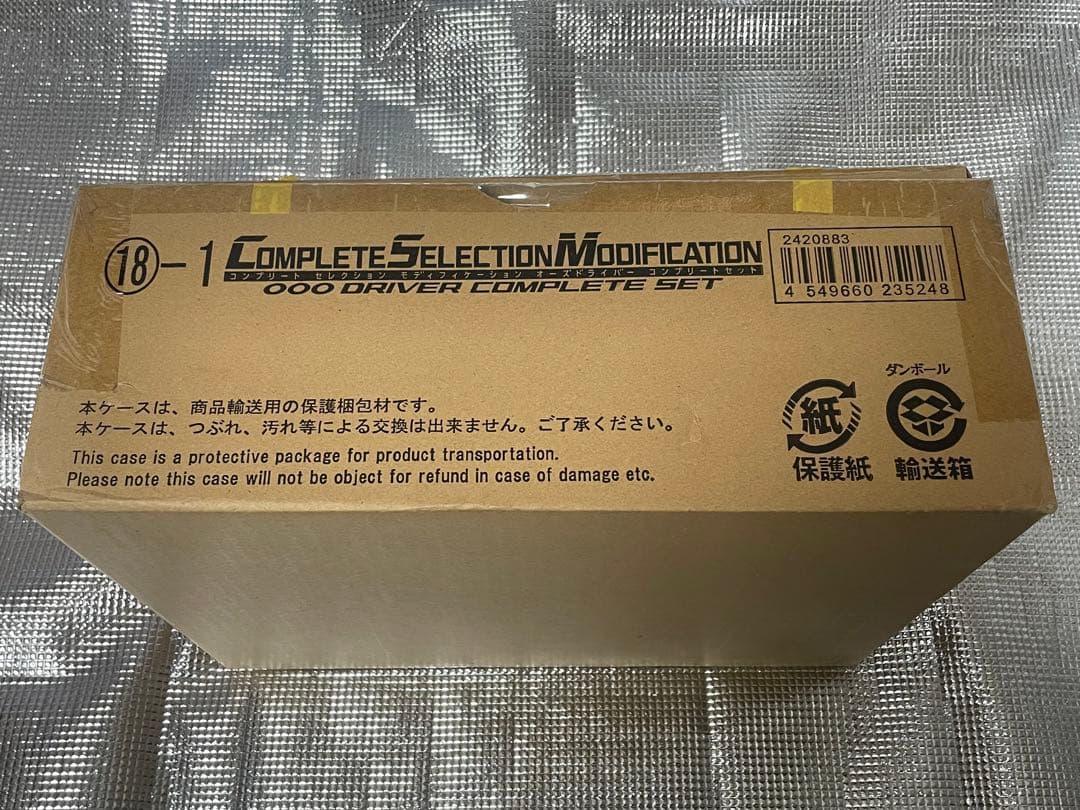 ⑱-1 COMPLETE SELECTION MODIFICATION
コンプリート セレクション モディフィケーション オーズドライバー コンプリートセット
OOO DRIVER COMPLETE SET
2420883
4 549660 235248
本ケースは、商品輸送用の保護梱包材です。
本ケースは、つぶれ、汚れ等による交換は出来ません。ご了承ください。
This case is a protective package for product transportation.
Please note this case will not be object for refund in case of damage etc.
紙
保護紙
ダンボール
輸送箱